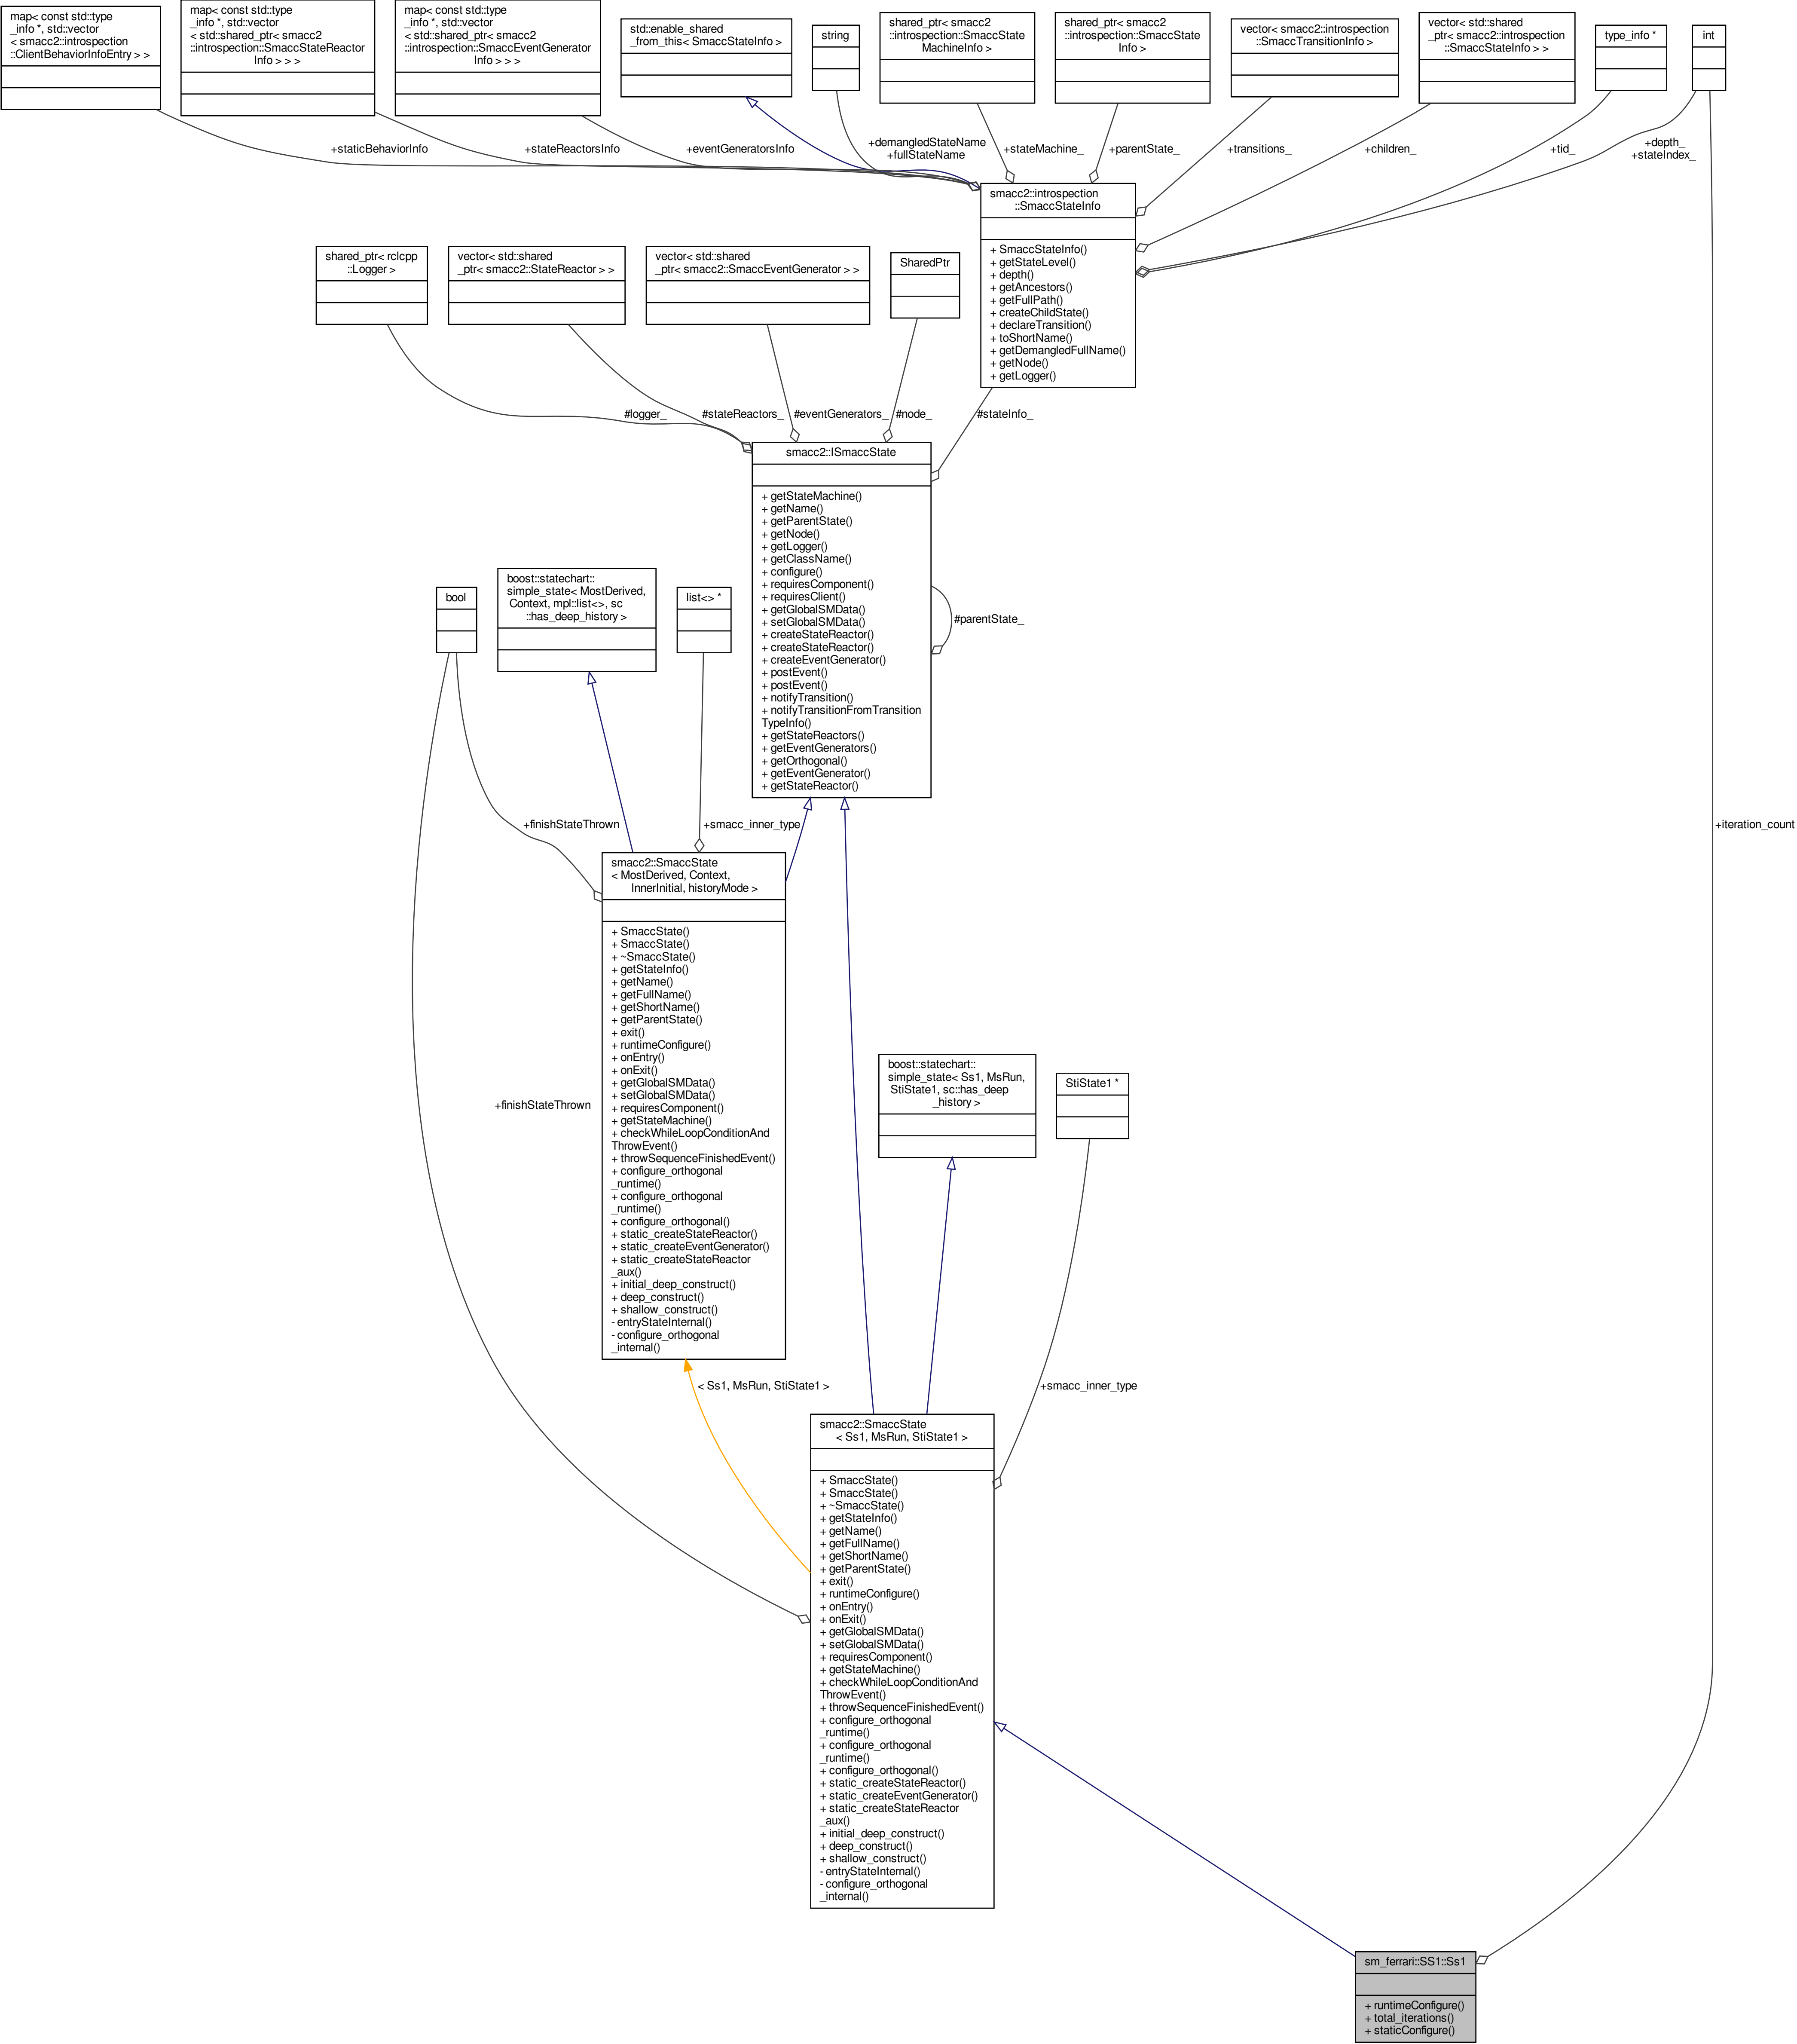 map< const std::type
_info *, std::vector
< smacc2::introspection
::ClientBehaviorInfoEntry > >
map< const std::type
_info *, std::vector
< std::shared_ptr< smacc2
::introspection::SmaccStateReactor
Info > > >
map< const std::type
_info *, std::vector
< std::shared_ptr< smacc2
::introspection::SmaccEventGenerator
Info > > >
std::enable_shared
_from_this< SmaccStateInfo >
string
shared_ptr< smacc2
::introspection::SmaccState
MachineInfo >
shared_ptr< smacc2
::introspection::SmaccState
Info >
vector< smacc2::introspection
::SmaccTransitionInfo >
vector< std::shared
_ptr< smacc2::introspection
::SmaccStateInfo > >
type_info *
int
+staticBehaviorInfo
+stateReactorsInfo
+eventGeneratorsInfo
+demangledStateName
+fullStateName
+stateMachine_
+parentState_
+transitions_
+children_
+tid_
+depth_
+stateIndex_
smacc2::introspection
::SmaccStateInfo
+ SmaccStateInfo()
+ getStateLevel()
+ depth()
+ getAncestors()
+ getFullPath()
+ createChildState()
+ declareTransition()
+ toShortName()
+ getDemangledFullName()
+ getNode()
+ getLogger()
shared_ptr< rclcpp
::Logger >
vector< std::shared
_ptr< smacc2::StateReactor > >
vector< std::shared
_ptr< smacc2::SmaccEventGenerator > >
SharedPtr
#logger_
#stateReactors_
#eventGenerators_
#node_
#stateInfo_
smacc2::ISmaccState
+ getStateMachine()
+ getName()
+ getParentState()
+ getNode()
+ getLogger()
+ getClassName()
+ configure()
+ requiresComponent()
+ requiresClient()
+ getGlobalSMData()
+ setGlobalSMData()
+ createStateReactor()
+ createStateReactor()
+ createEventGenerator()
+ postEvent()
+ postEvent()
+ notifyTransition()
+ notifyTransitionFromTransition
TypeInfo()
+ getStateReactors()
+ getEventGenerators()
+ getOrthogonal()
+ getEventGenerator()
+ getStateReactor()
#parentState_
bool
boost::statechart::
simple_state< MostDerived,
Context, mpl::list<>, sc
::has_deep_history >
list<> *
+finishStateThrown
+smacc_inner_type
+iteration_count
smacc2::SmaccState
< MostDerived, Context,
InnerInitial, historyMode >
+ SmaccState()
+ SmaccState()
+ ~SmaccState()
+ getStateInfo()
+ getName()
+ getFullName()
+ getShortName()
+ getParentState()
+ exit()
+ runtimeConfigure()
+ onEntry()
+ onExit()
+ getGlobalSMData()
+ setGlobalSMData()
+ requiresComponent()
+ getStateMachine()
+ checkWhileLoopConditionAnd
ThrowEvent()
+ throwSequenceFinishedEvent()
+ configure_orthogonal
_runtime()
+ configure_orthogonal
_runtime()
+ configure_orthogonal()
+ static_createStateReactor()
+ static_createEventGenerator()
+ static_createStateReactor
_aux()
+ initial_deep_construct()
+ deep_construct()
+ shallow_construct()
- entryStateInternal()
- configure_orthogonal
_internal()
+finishStateThrown
boost::statechart::
simple_state< Ss1, MsRun,
StiState1, sc::has_deep
_history >
StiState1 *
< Ss1, MsRun, StiState1 >
+smacc_inner_type
smacc2::SmaccState
< Ss1, MsRun, StiState1 >
+ SmaccState()
+ SmaccState()
+ ~SmaccState()
+ getStateInfo()
+ getName()
+ getFullName()
+ getShortName()
+ getParentState()
+ exit()
+ runtimeConfigure()
+ onEntry()
+ onExit()
+ getGlobalSMData()
+ setGlobalSMData()
+ requiresComponent()
+ getStateMachine()
+ checkWhileLoopConditionAnd
ThrowEvent()
+ throwSequenceFinishedEvent()
+ configure_orthogonal
_runtime()
+ configure_orthogonal
_runtime()
+ configure_orthogonal()
+ static_createStateReactor()
+ static_createEventGenerator()
+ static_createStateReactor
_aux()
+ initial_deep_construct()
+ deep_construct()
+ shallow_construct()
- entryStateInternal()
- configure_orthogonal
_internal()
sm_ferrari::SS1::Ss1
+ runtimeConfigure()
+ total_iterations()
+ staticConfigure()